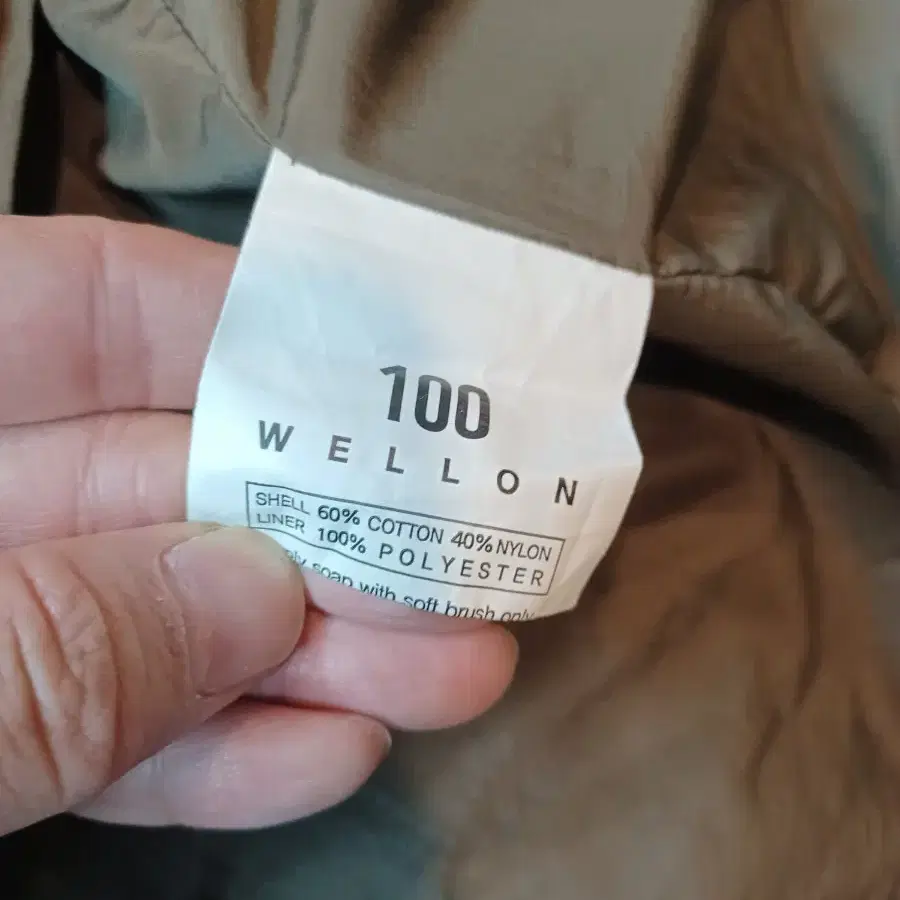 100
WELLON
SHELL 60% COTTON 40% NYLON
LINER 100% POLYESTER
soap with soft brush only